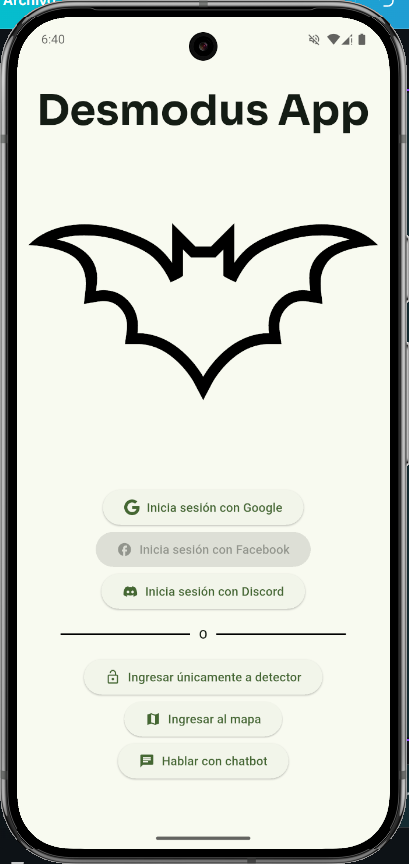 Archivo
6:40
Desmodus App
Inicia sesión con Google
Inicia sesión con Facebook
Inicia sesión con Discord
O
Ingresar únicamente a detector
Ingresar al mapa
Hablar con chatbot